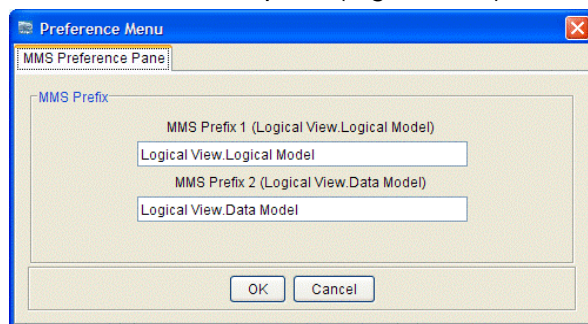 Preference Menu
MMS Preference Pane
MMS Prefix
MMS Prefix 1 (Logical View.Logical Model)
Logical View.Logical Model
MMS Prefix 2 (Logical View.Data Model)
Logical View.Data Model
OK Cancel